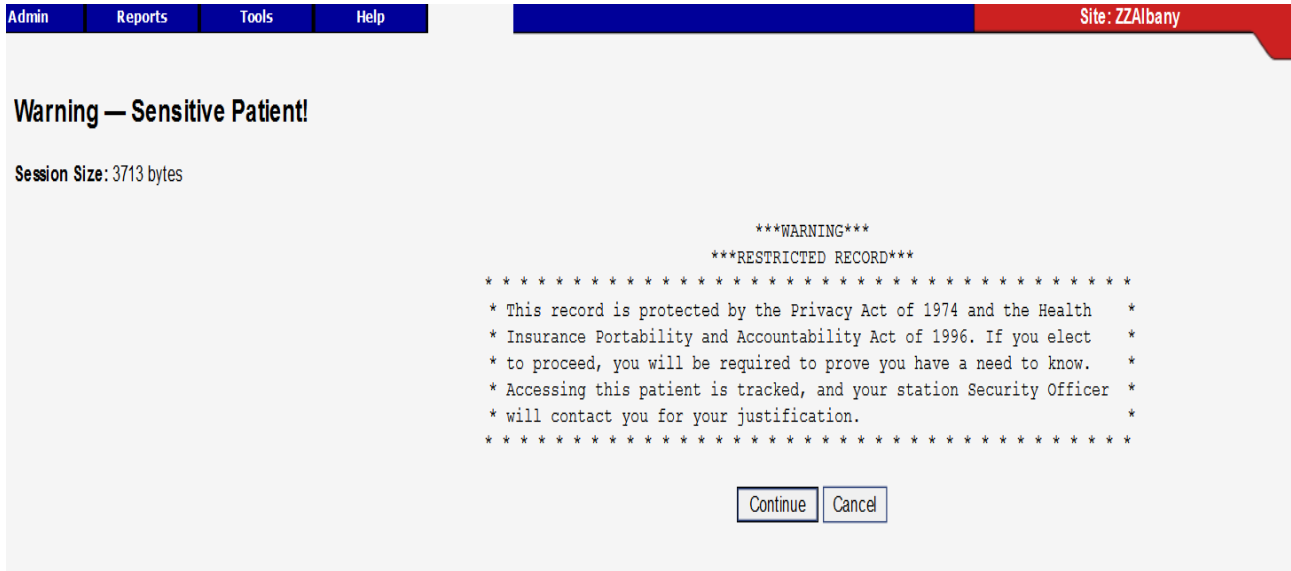 Admin Reports Tools Help Site: ZZAlbany
Warning — Sensitive Patient!
Session Size: 3713 bytes
***WARNING***
***RESTRICTED RECORD***
* * * * * * * * * * * * * * * * * * * * * * * * * * * * * * * * * * * * *
* This record is protected by the Privacy Act of 1974 and the Health *
* Insurance Portability and Accountability Act of 1996. If you elect *
* to proceed, you will be required to prove you have a need to know. *
* Accessing this patient is tracked, and your station Security Officer *
* will contact you for your justification. *
* * * * * * * * * * * * * * * * * * * * * * * * * * * * * * * * * * * * *
Continue Cancel